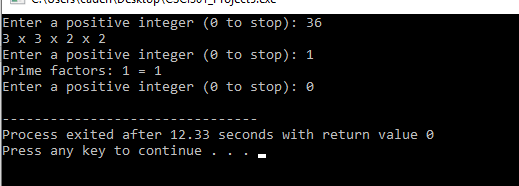 Enter a positive integer (0 to stop): 36
3 x 3 x 2 x 2
Enter a positive integer (0 to stop): 1
Prime factors: 1 = 1
Enter a positive integer (0 to stop): 0
--------------------------------
Process exited after 12.33 seconds with return value 0
Press any key to continue . . .